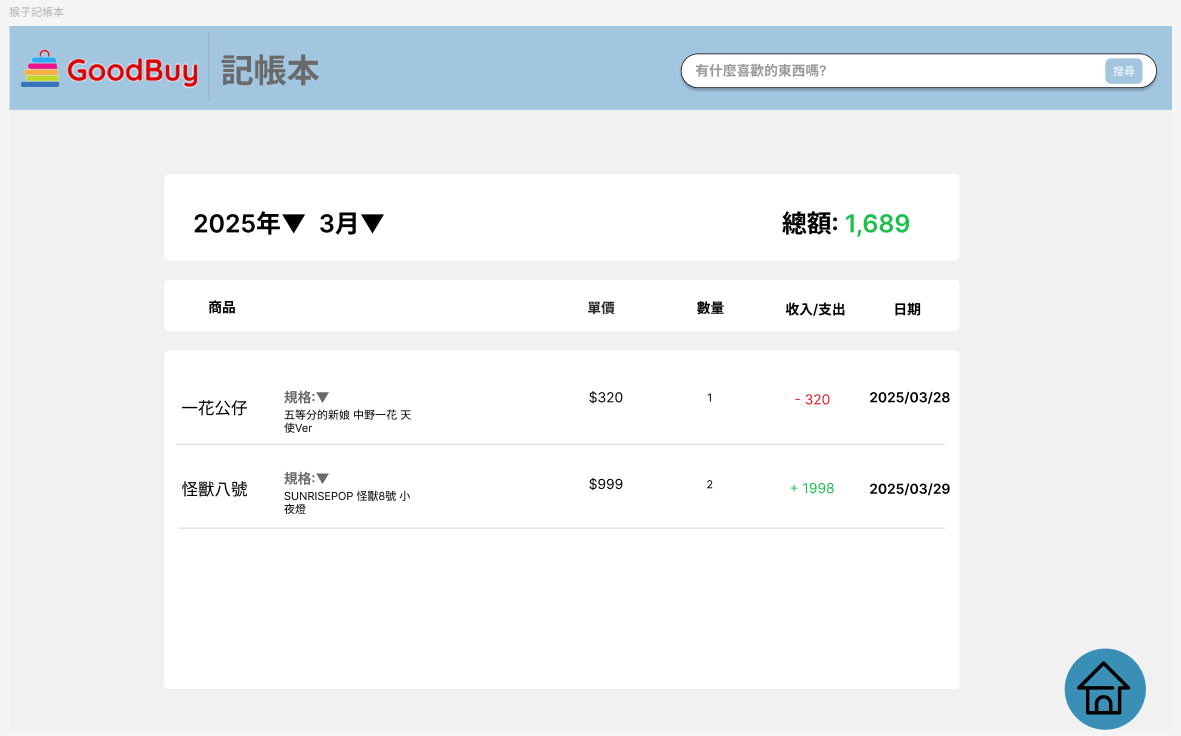 猴子記帳本
GoodBuy 記帳本
有什麼喜歡的東西嗎?
搜尋
2025年▼ 3月▼
總額: 1,689
商品 單價 數量 收入/支出 日期
一花公仔
規格:▼
五等分的新娘 中野一花 天
使Ver
$320 1 - 320 2025/03/28
怪獸八號
規格:▼
SUNRISEPOP 怪獸8號 小
夜燈
$999 2 + 1998 2025/03/29